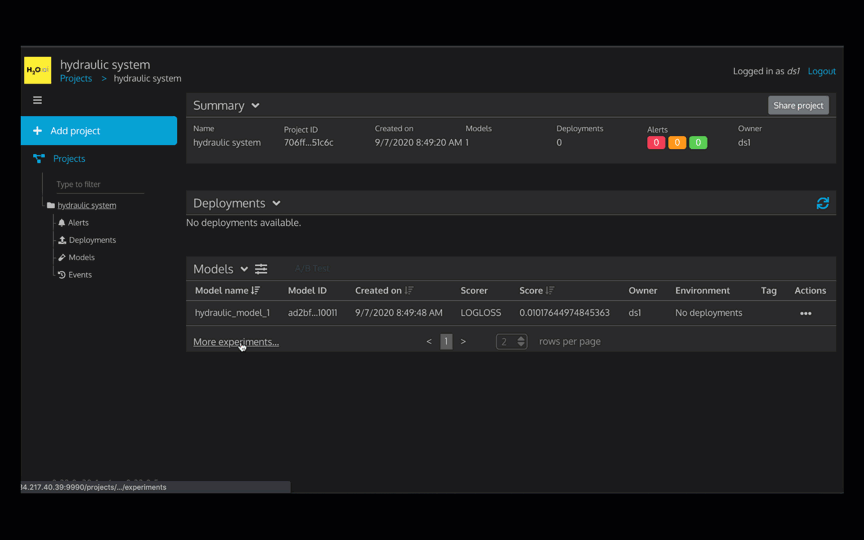 H2O.ai
hydraulic system
Projects > hydraulic system
Logged in as ds1 Logout
Summary
Share project
Add project
Name Project ID Created on Models Deployments Alerts Owner
hydraulic system 706ff...51c6c 9/7/2020 8:49:20 AM 1 0 0 0 0 ds1
Projects
Type to filter
hydraulic system
Alerts
Deployments
Models
Events
Deployments
No deployments available.
Models A/B Test
Model name Model ID Created on Scorer Score Owner Environment Tag Actions
hydraulic_model_1 ad2bf...10011 9/7/2020 8:49:48 AM LOGLOSS 0.01017644974845363 ds1 No deployments •••
More experiments... < 1 > 2 rows per page
14.217.40.39:9990/projects/.../experiments